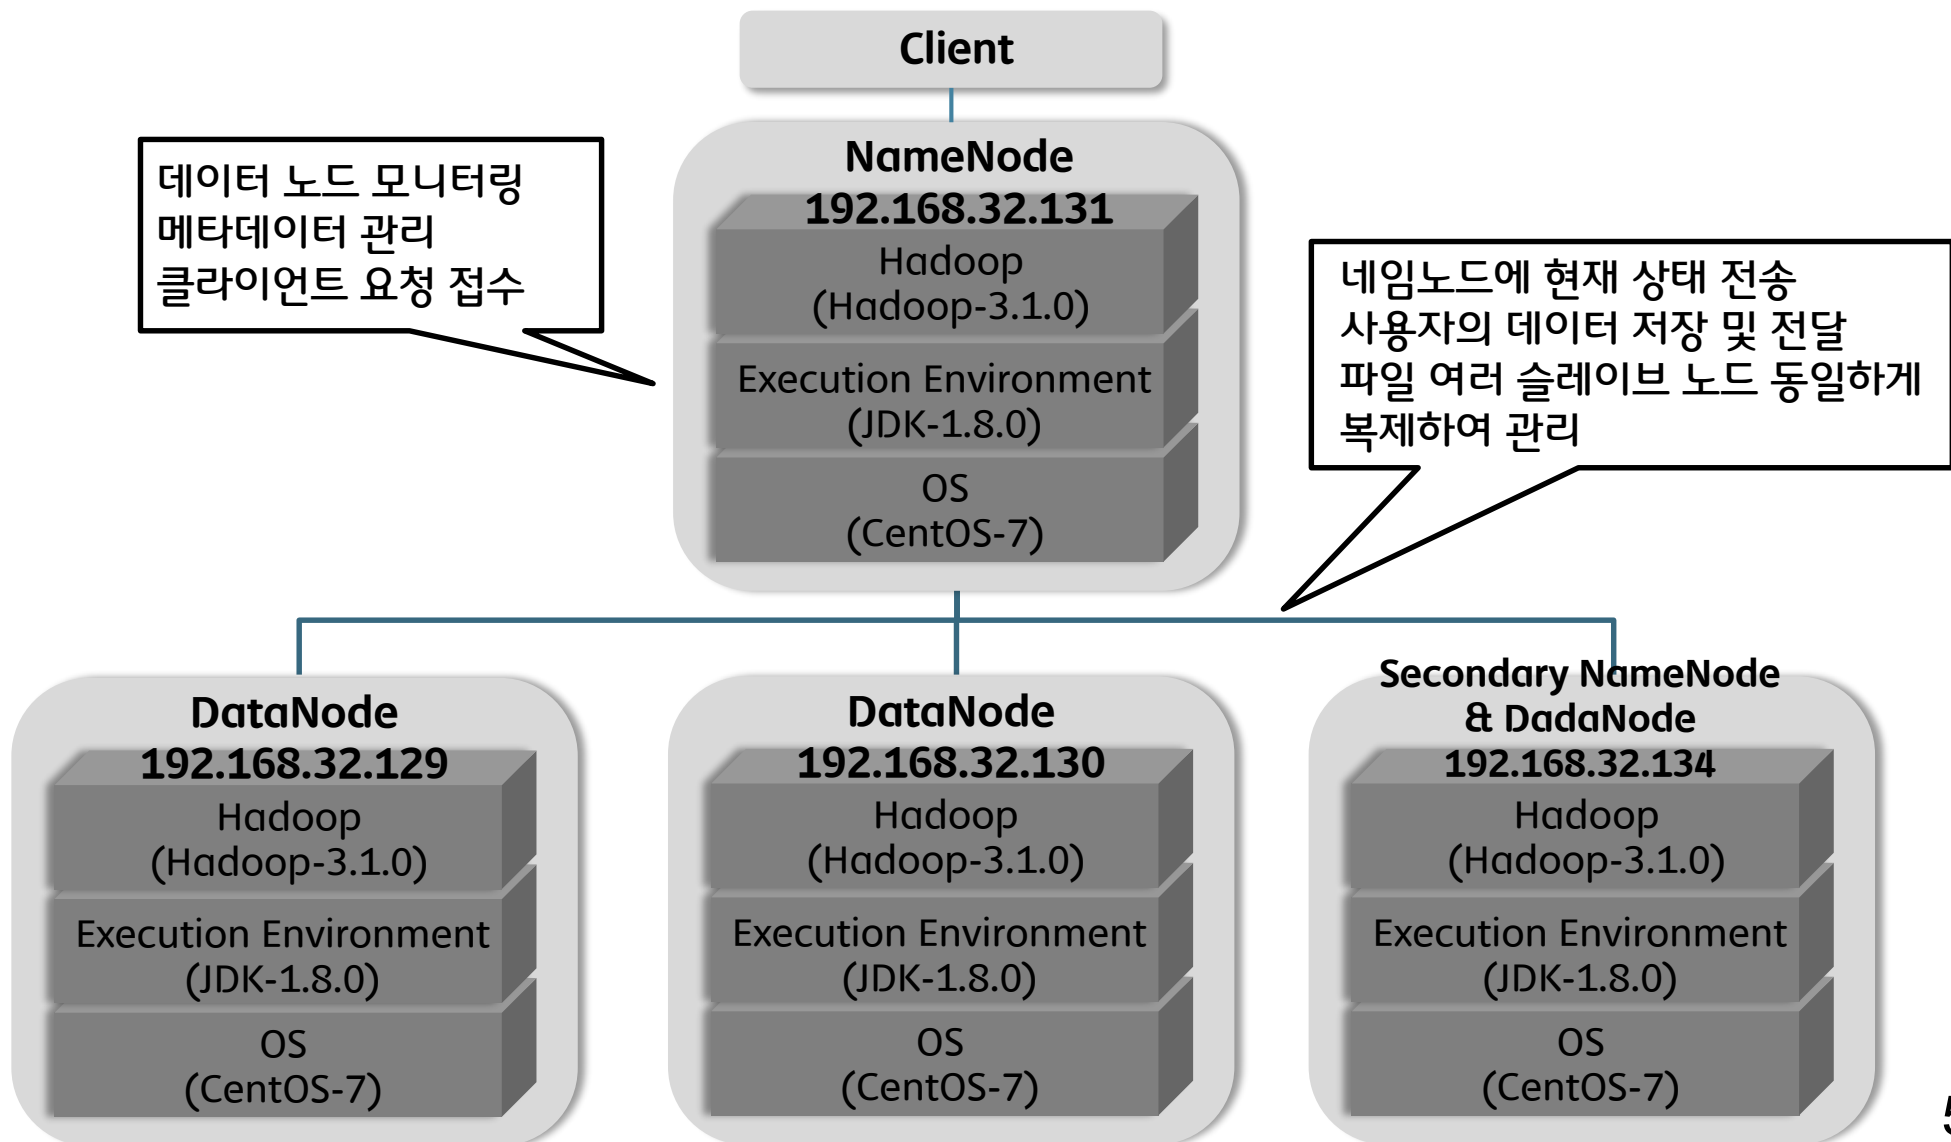 Client
NameNode
192.168.32.131
Hadoop
(Hadoop-3.1.0)
Execution Environment
(JDK-1.8.0)
OS
(CentOS-7)
데이터 노드 모니터링
메타데이터 관리
클라이언트 요청 접수
네임노드에 현재 상태 전송
사용자의 데이터 저장 및 전달
파일 여러 슬레이브 노드 동일하게
복제하여 관리
DataNode
192.168.32.129
Hadoop
(Hadoop-3.1.0)
Execution Environment
(JDK-1.8.0)
OS
(CentOS-7)
DataNode
192.168.32.130
Hadoop
(Hadoop-3.1.0)
Execution Environment
(JDK-1.8.0)
OS
(CentOS-7)
Secondary NameNode
& DadaNode
192.168.32.134
Hadoop
(Hadoop-3.1.0)
Execution Environment
(JDK-1.8.0)
OS
(CentOS-7)